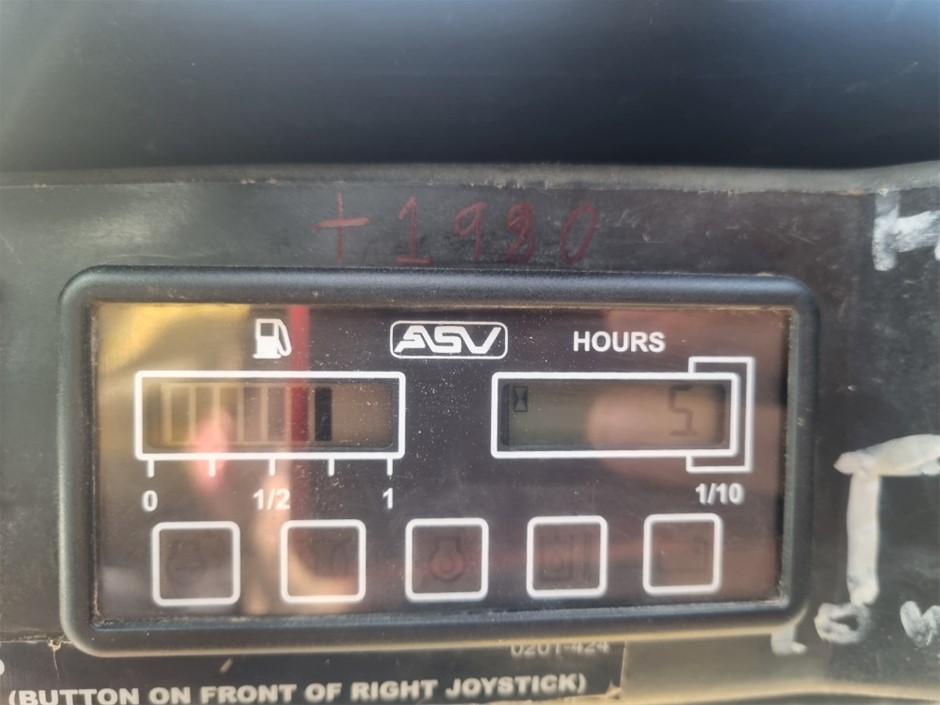 +1980
ASV
HOURS
5
0 1/2 1
1/10
0201-424
(BUTTON ON FRONT OF RIGHT JOYSTICK)